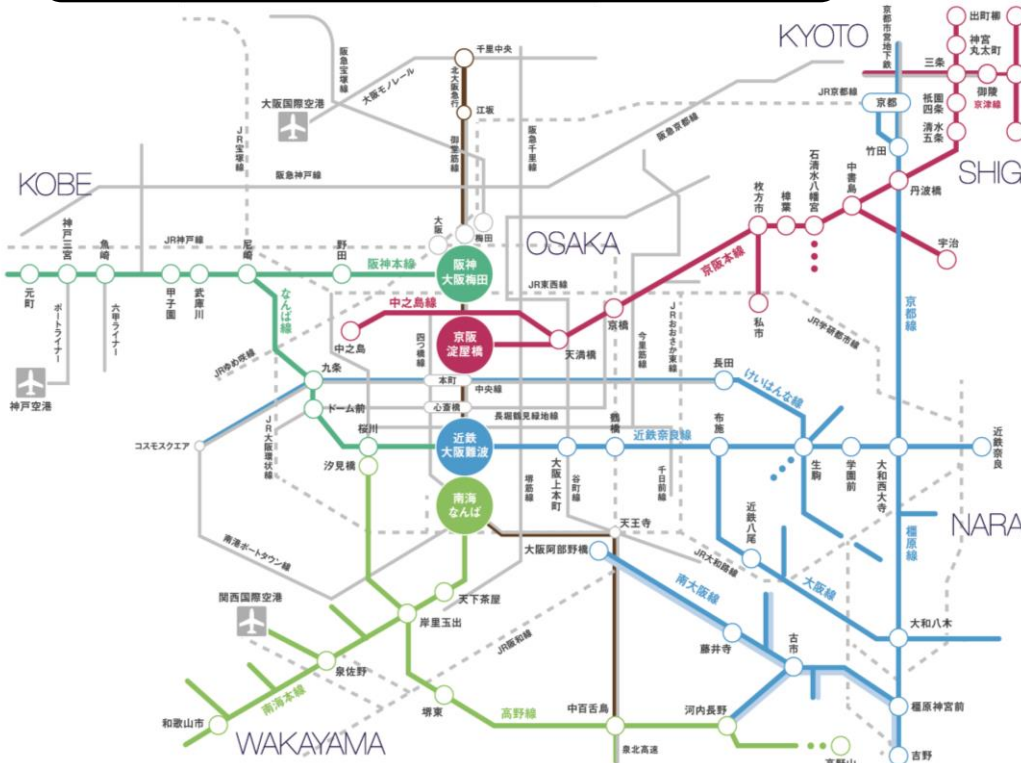 KYOTO
京都市営地下鉄
出町柳
神宮
丸太町
三条
御陵
京津線
祇園
四条
清水
五条
JR京都線
京都
竹田
丹波橋
SHIG
中書島
宇治
石清水八幡宮
樟葉
枚方市
京阪本線
私市
京都線
千里中央
北大阪急行
江坂
御堂筋線
大阪モノレール
大阪国際空港
阪急宝塚線
阪急千里線
阪急京都線
JR宝塚線
阪急神戸線
KOBE
神戸三宮
魚崎
JR神戸線
尼崎
野田
阪神本線
大阪
梅田
OSAKA
阪神
大阪梅田
元町
ポートライナー
六甲ライナー
甲子園
武庫川
なんば線
神戸空港
JR東西線
中之島線
中之島
京阪
淀屋橋
天満橋
京橋
今里筋線
JRおおさか東線
JR学研都市線
四つ橋線
JRゆめ咲線
九条
本町
中央線
長田
けいはんな線
ドーム前
心斎橋
長堀鶴見緑地線
鶴橋
布施
コスモスクエア
JR大阪環状線
桜川
汐見橋
近鉄
大阪難波
近鉄奈良線
大阪上本町
生駒
学園前
大和西大寺
近鉄奈良
南海
なんば
堺筋線
谷町線
千日前線
近鉄八尾
NARA
橿原線
天王寺
大阪阿部野橋
JR大和路線
南大阪線
大阪線
南港ポートタウン線
関西国際空港
天下茶屋
岸里玉出
JR阪和線
藤井寺
古市
大和八木
泉佐野
南海本線
和歌山市
堺東
高野線
中百舌鳥
河内長野
橿原神宮前
WAKAYAMA
泉北高速
高野山
吉野